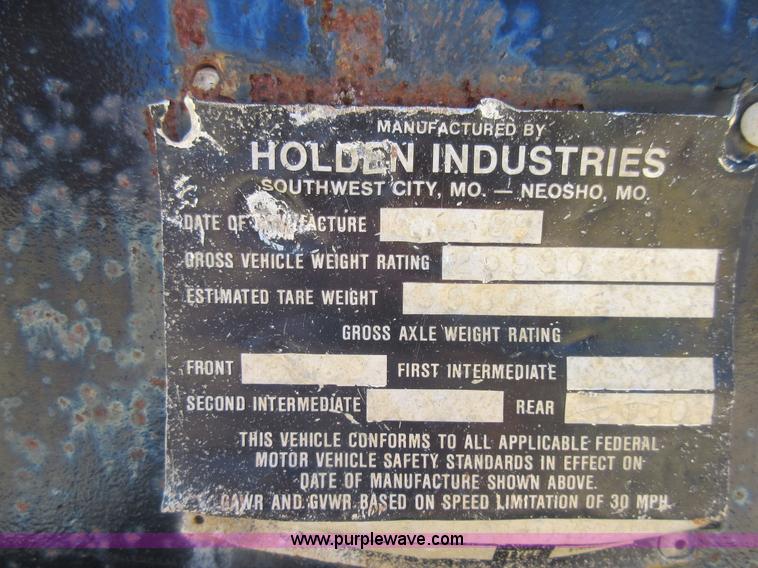 MANUFACTURED BY
HOLDEN INDUSTRIES
SOUTHWEST CITY, MO. — NEOSHO, MO.
DATE OF MANUFACTURE
GROSS VEHICLE WEIGHT RATING
ESTIMATED TARE WEIGHT
GROSS AXLE WEIGHT RATING
FRONT FIRST INTERMEDIATE
SECOND INTERMEDIATE REAR
THIS VEHICLE CONFORMS TO ALL APPLICABLE FEDERAL
MOTOR VEHICLE SAFETY STANDARDS IN EFFECT ON
DATE OF MANUFACTURE SHOWN ABOVE.
GAWR AND GVWR BASED ON SPEED LIMITATION OF 30 MPH.
www.purplewave.com